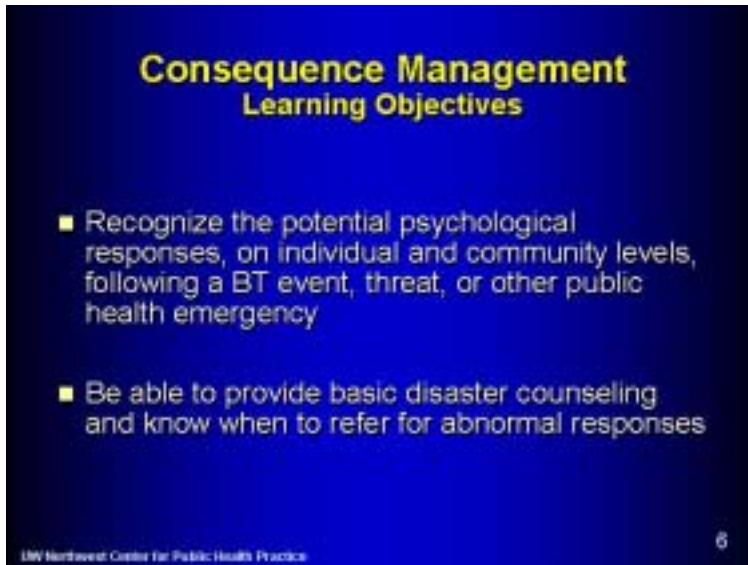 Consequence Management
Learning Objectives
Recognize the potential psychological
responses, on individual and community levels,
following a BT event, threat, or other public
health emergency
Be able to provide basic disaster counseling
and know when to refer for abnormal responses
6
UW Northwest Center for Public Health Practice